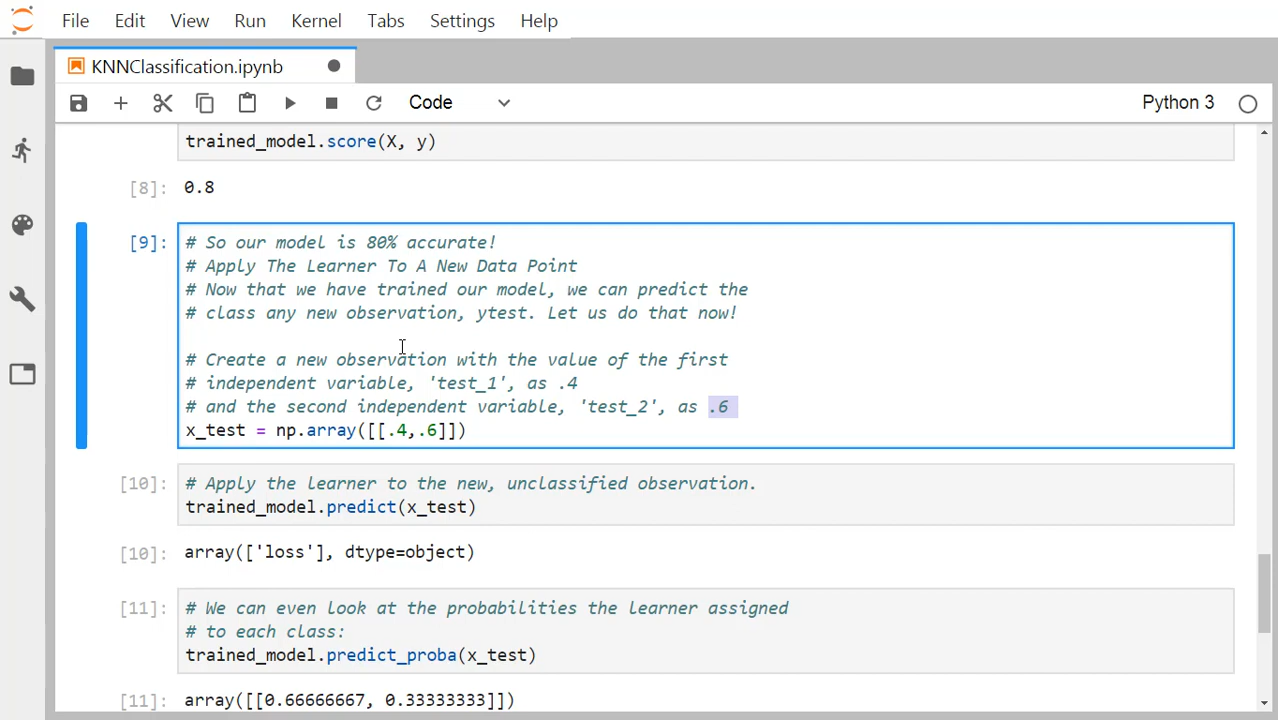 File Edit View Run Kernel Tabs Settings Help
KNNClassification.ipynb
Code Python 3
trained_model.score(X, y)
[8]: 0.8
[9]: # So our model is 80% accurate!
# Apply The Learner To A New Data Point
# Now that we have trained our model, we can predict the
# class any new observation, ytest. Let us do that now!
# Create a new observation with the value of the first
# independent variable, 'test_1', as .4
# and the second independent variable, 'test_2', as .6
x_test = np.array([[.4,.6]])
[10]: # Apply the learner to the new, unclassified observation.
trained_model.predict(x_test)
[10]: array(['loss'], dtype=object)
[11]: # We can even look at the probabilities the learner assigned
# to each class:
trained_model.predict_proba(x_test)
[11]: array([[0.66666667, 0.33333333]])